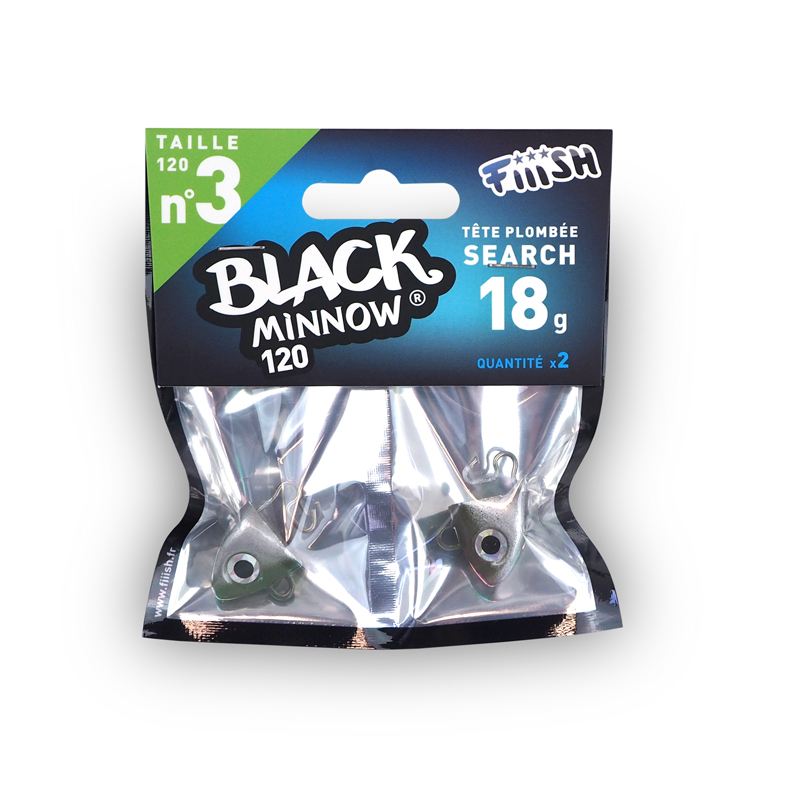 TAILLE
120
n°3
Fiiish
TÊTE PLOMBÉE
SEARCH
18g
QUANTITÉ x2
BLACK
MINNOW®
120
www.fiiish.fr